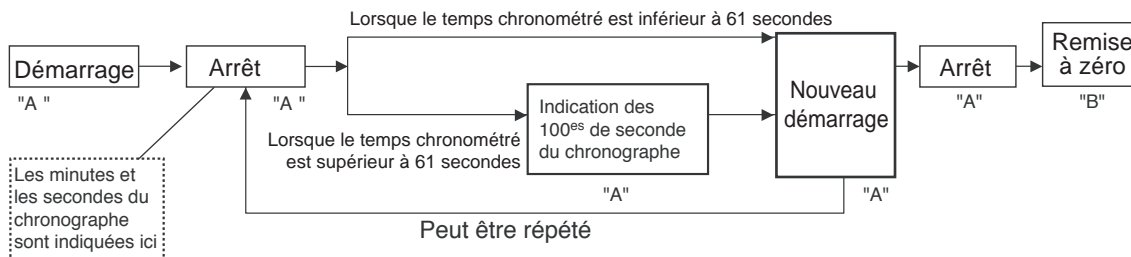 Lorsque le temps chronométré est inférieur à 61 secondes
Démarrage
"A "
Arrêt
"A "
Les minutes et
les secondes du
chronographe
sont indiquées ici
Lorsque le temps chronométré
est supérieur à 61 secondes
Indication des
100es de seconde
du chronographe
"A"
Nouveau
démarrage
"A"
Peut être répété
Arrêt
"A"
Remise
à zéro
"B"